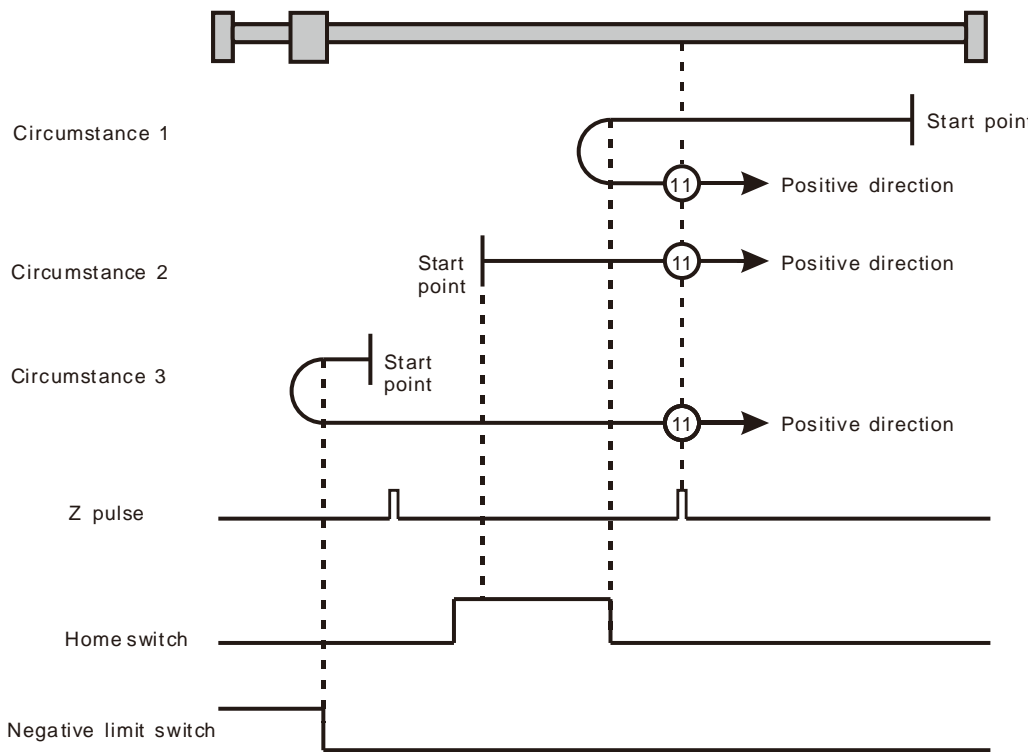 Circumstance 1
Start point
11
Positive direction
Circumstance 2
Start
point
11
Positive direction
Circumstance 3
Start
point
11
Positive direction
Z pulse
Home switch
Negative limit switch